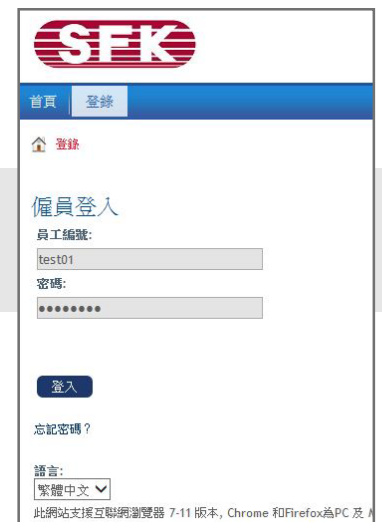 SFK
首頁 登錄
登錄
僱員登入
員工編號:
test01
密碼:
登入
忘記密碼？
語言:
繁體中文
此網站支援互聯網瀏覽器 7-11 版本, Chrome 和Firefox為PC 及